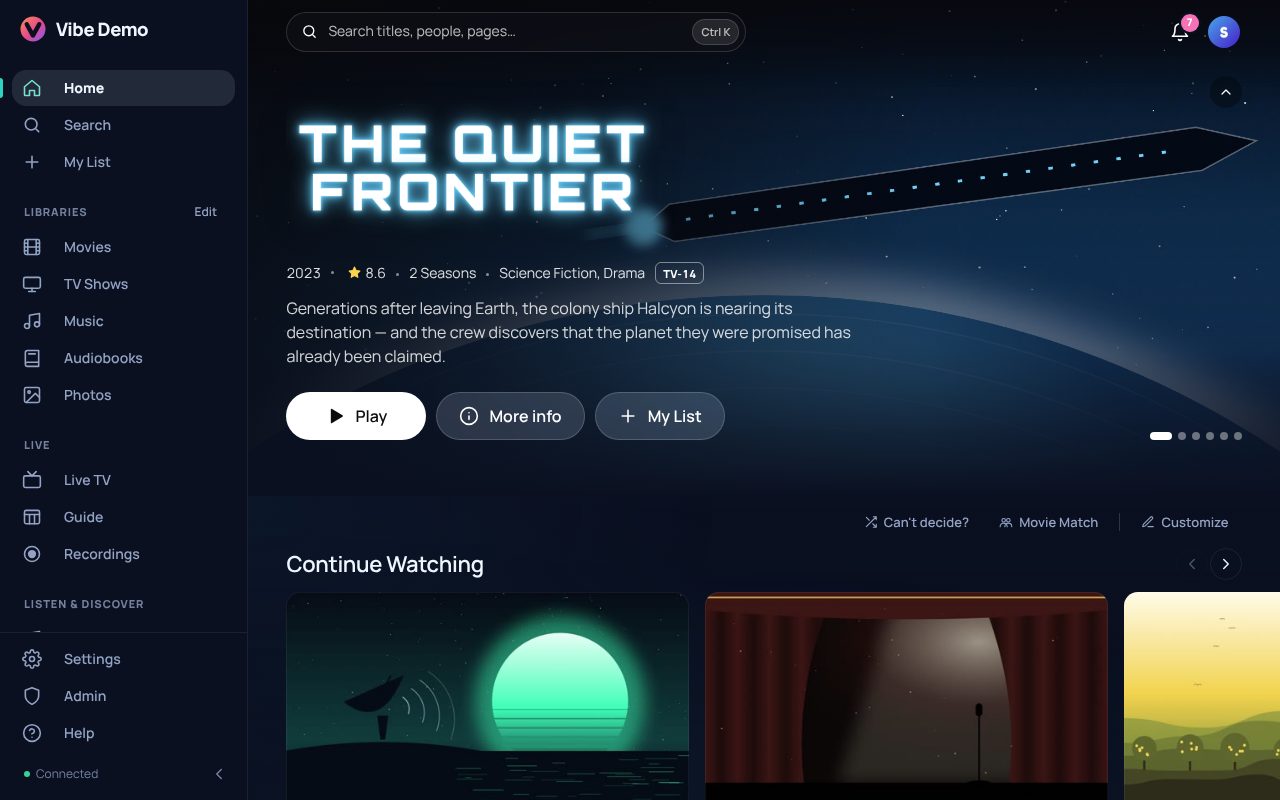 Vibe Demo
Search titles, people, pages...
Ctrl K
7
S
Home
Search
My List
LIBRARIES
Edit
Movies
TV Shows
Music
Audiobooks
Photos
LIVE
Live TV
Guide
Recordings
LISTEN & DISCOVER
Settings
Admin
Help
Connected
THE QUIET
FRONTIER
2023 • 8.6 • 2 Seasons • Science Fiction, Drama TV-14
Generations after leaving Earth, the colony ship Halcyon is nearing its
destination — and the crew discovers that the planet they were promised has
already been claimed.
Play
More info
My List
Can't decide?
Movie Match
Customize
Continue Watching